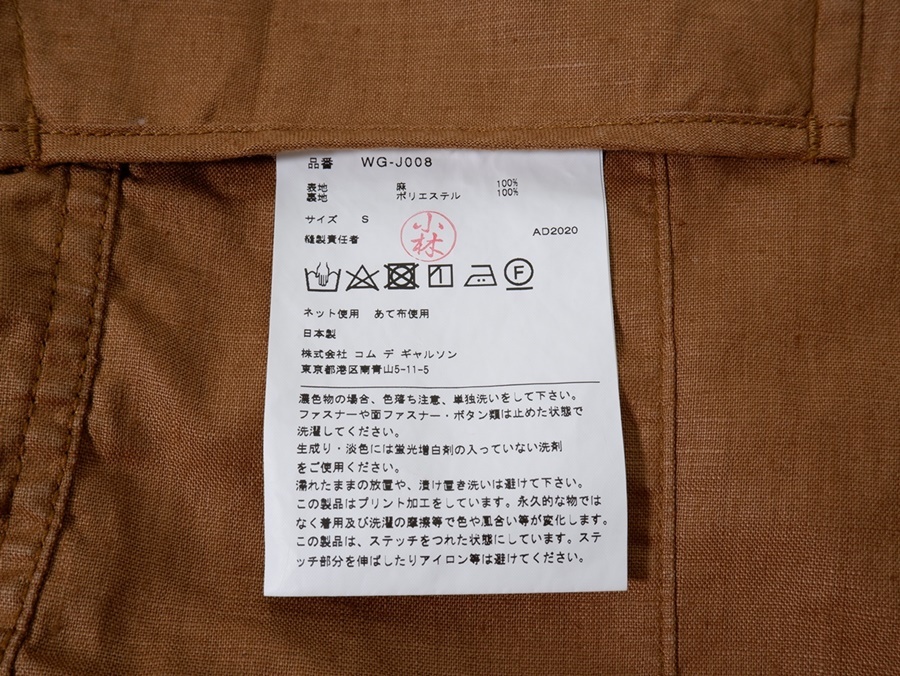 品番 WG-J008
表地 麻 100%
裏地 ポリエステル 100%
サイズ S
小林
縫製責任者 AD2020
F
ネット使用 あて布使用
日本製
株式会社 コム デ ギャルソン
東京都港区南青山5-11-5
濃色物の場合、色落ち注意、単独洗いをして下さい。
ファスナーや面ファスナー・ボタン類は止めた状態で
洗濯してください。
生成り・淡色には蛍光増白剤の入っていない洗剤
をご使用ください。
濡れたままの放置や、漬け置き洗いは避けて下さい。
この製品はプリント加工をしています。永久的な物では
なく着用及び洗濯の摩擦等で色や風合い等が変化します。
この製品は、ステッチをつれた状態にしています。ステ
ッチ部分を伸ばしたりアイロン等は避けてください。